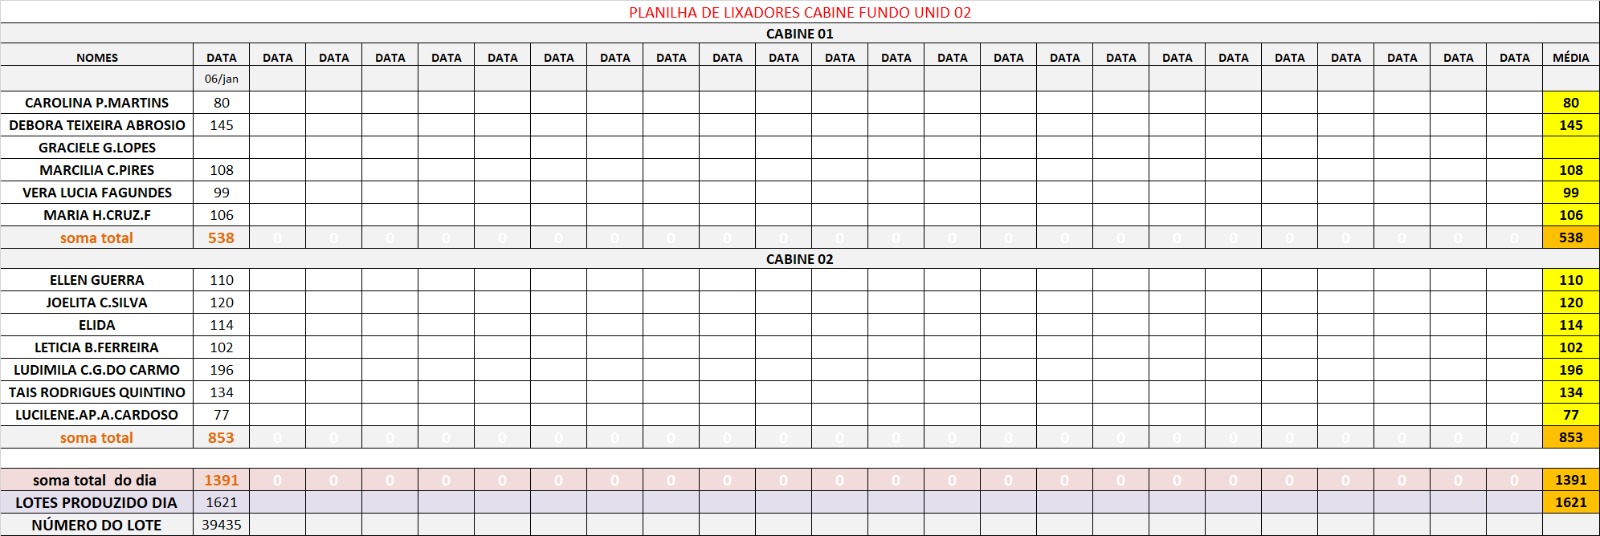 PLANILHA DE LIXADORES CABINE FUNDO UNID 02
CABINE 01
NOMES DATA DATA DATA DATA DATA DATA DATA DATA DATA DATA DATA DATA DATA DATA DATA DATA DATA DATA DATA DATA DATA DATA DATA DATA MÉDIA
06/jan
CAROLINA P.MARTINS 80 80
DEBORA TEIXEIRA ABROSIO 145 145
GRACIELE G.LOPES
MARCILIA C.PIRES 108 108
VERA LUCIA FAGUNDES 99 99
MARIA H.CRUZ.F 106 106
soma total 538 0 0 0 0 0 0 0 0 0 0 0 0 0 0 0 0 0 0 0 0 0 0 0 538
CABINE 02
ELLEN GUERRA 110 110
JOELITA C.SILVA 120 120
ELIDA 114 114
LETICIA B.FERREIRA 102 102
LUDIMILA C.G.DO CARMO 196 196
TAIS RODRIGUES QUINTINO 134 134
LUCILENE.AP.A.CARDOSO 77 77
soma total 853 0 0 0 0 0 0 0 0 0 0 0 0 0 0 0 0 0 0 0 0 0 0 0 853
soma total do dia 1391 0 0 0 0 0 0 0 0 0 0 0 0 0 0 0 0 0 0 0 0 0 0 0 1391
LOTES PRODUZIDO DIA 1621 1621
NÚMERO DO LOTE 39435